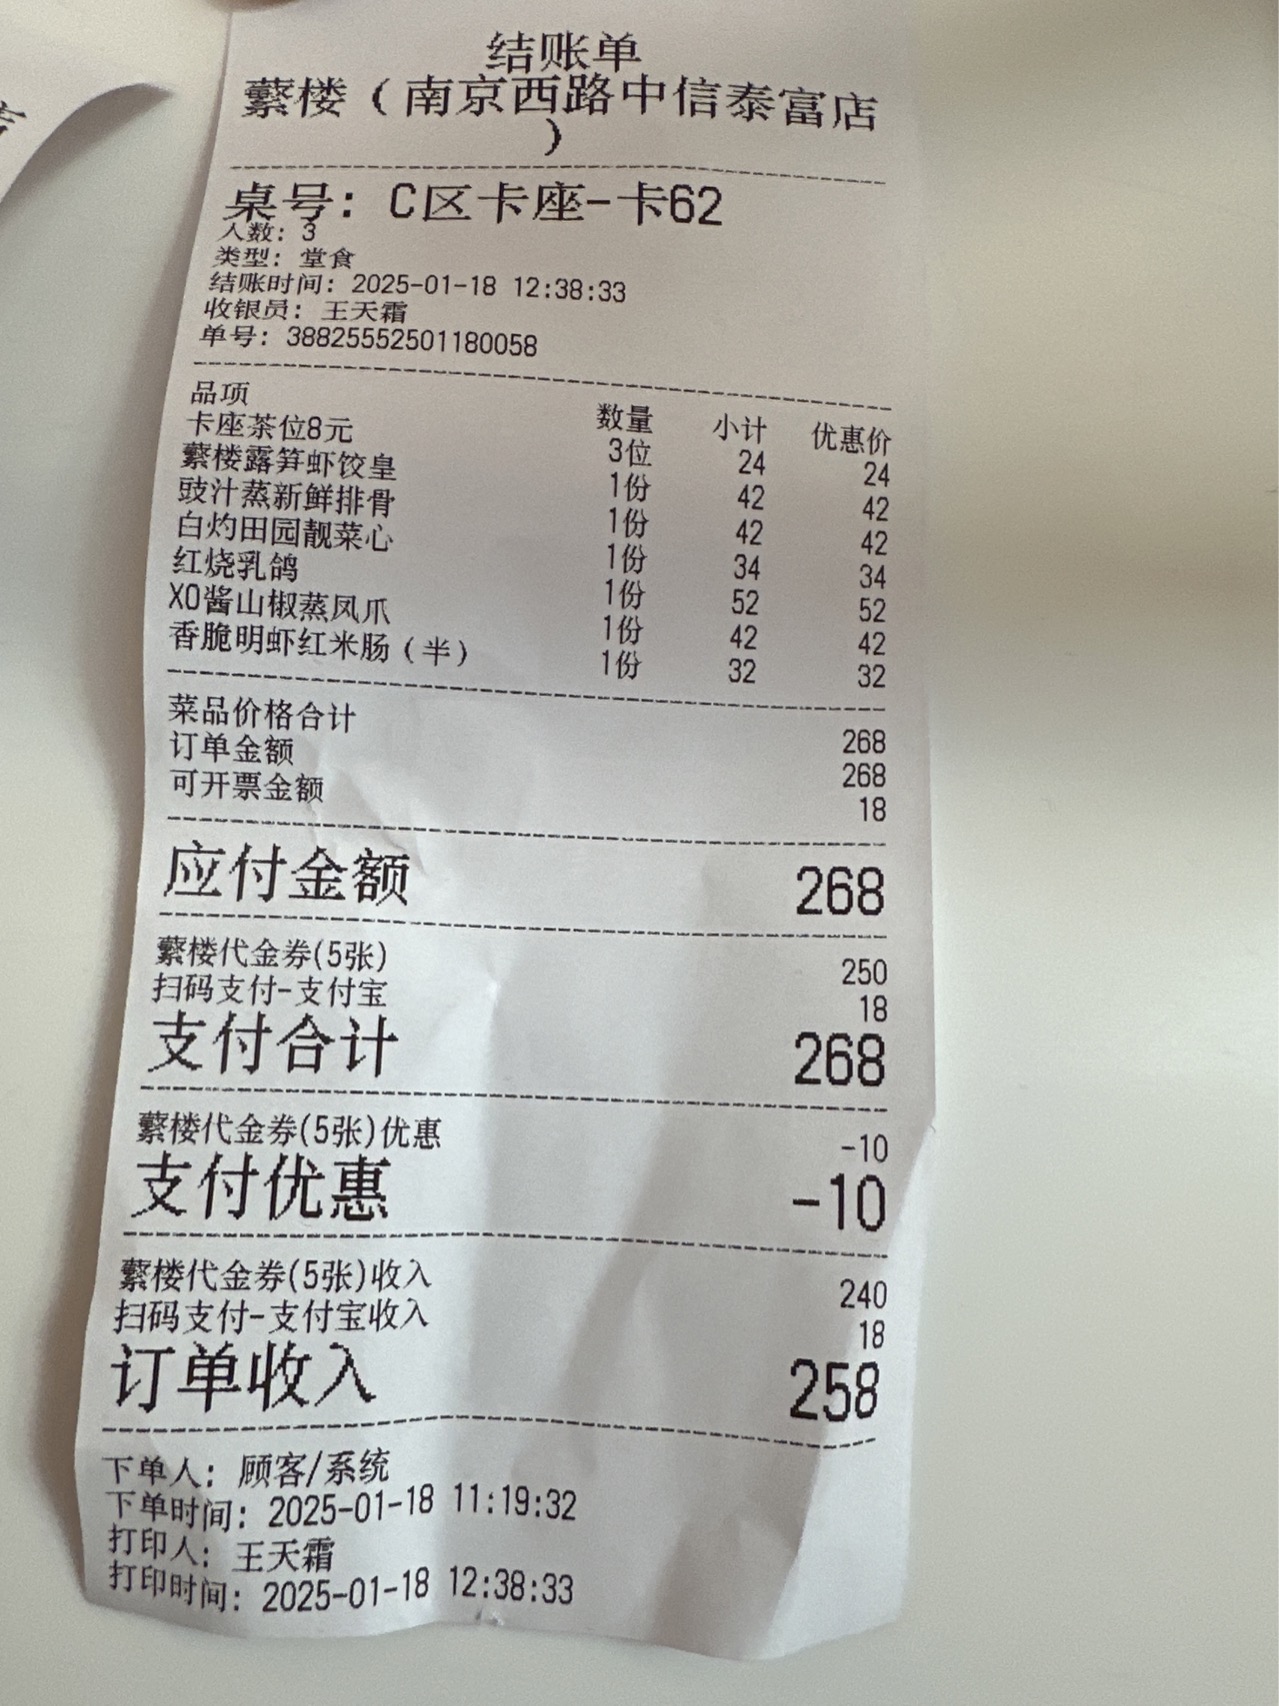 结账单
蘩楼（南京西路中信泰富店
）
桌号：C区卡座-卡62
人数：3
类型：堂食
结账时间：2025-01-18 12:38:33
收银员：王天霜
单号：38825552501180058
品项 数量 小计 优惠价
卡座茶位8元 3位 24 24
蘩楼露笋虾饺皇 1份 42 42
豉汁蒸新鲜排骨 1份 42 42
白灼田园靓菜心 1份 34 34
红烧乳鸽 1份 52 52
XO酱山椒蒸凤爪 1份 42 42
香脆明虾红米肠（半） 1份 32 32
菜品价格合计 268
订单金额 268
可开票金额 18
应付金额 268
蘩楼代金券(5张) 250
扫码支付-支付宝 18
支付合计 268
蘩楼代金券(5张)优惠 -10
支付优惠 -10
蘩楼代金券(5张)收入 240
扫码支付-支付宝收入 18
订单收入 258
下单人：顾客/系统
下单时间：2025-01-18 11:19:32
打印人：王天霜
打印时间：2025-01-18 12:38:33